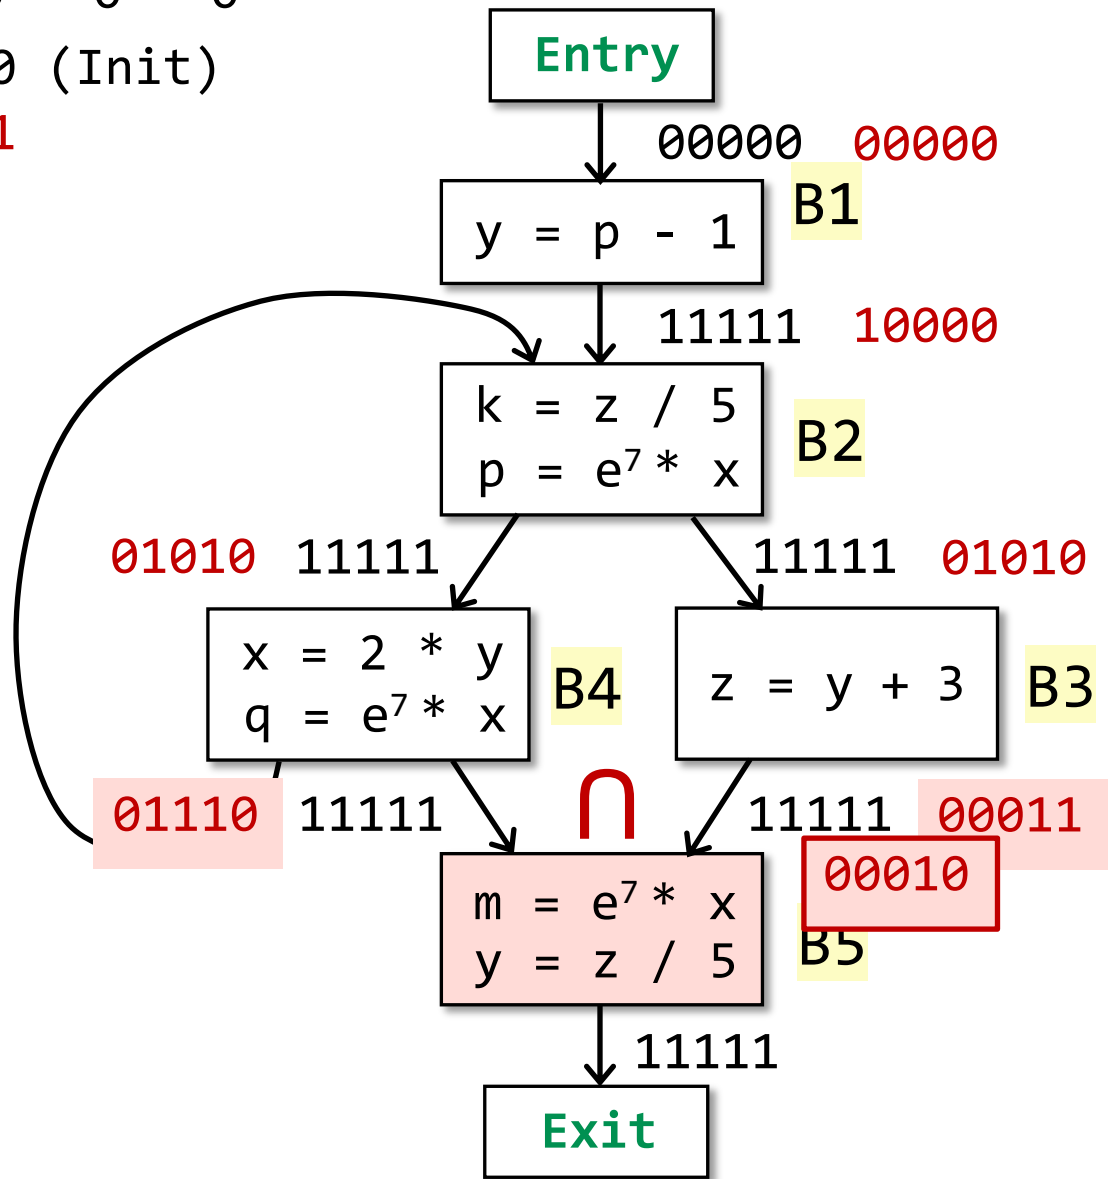 0 (Init)
1
Entry
00000 00000
B1
y = p - 1
11111 10000
k = z / 5
p = e⁷ * x
B2
01010 11111
11111 01010
x = 2 * y
q = e⁷ * x
B4
z = y + 3
B3
01110 11111
∩
11111 00011
00010
m = e⁷ * x
y = z / 5
B5
11111
Exit